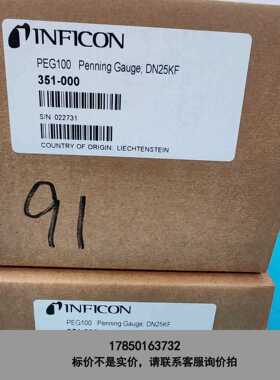 INFICON
PEG100 Penning Gauge, DN25KF
351-000
S/N 022731
COUNTRY OF ORIGIN: LIECHTENSTEIN
91
INFICON
PEG100 Penning Gauge, DN25KF
17850163732
标价不是实价，请联系客服询价拍